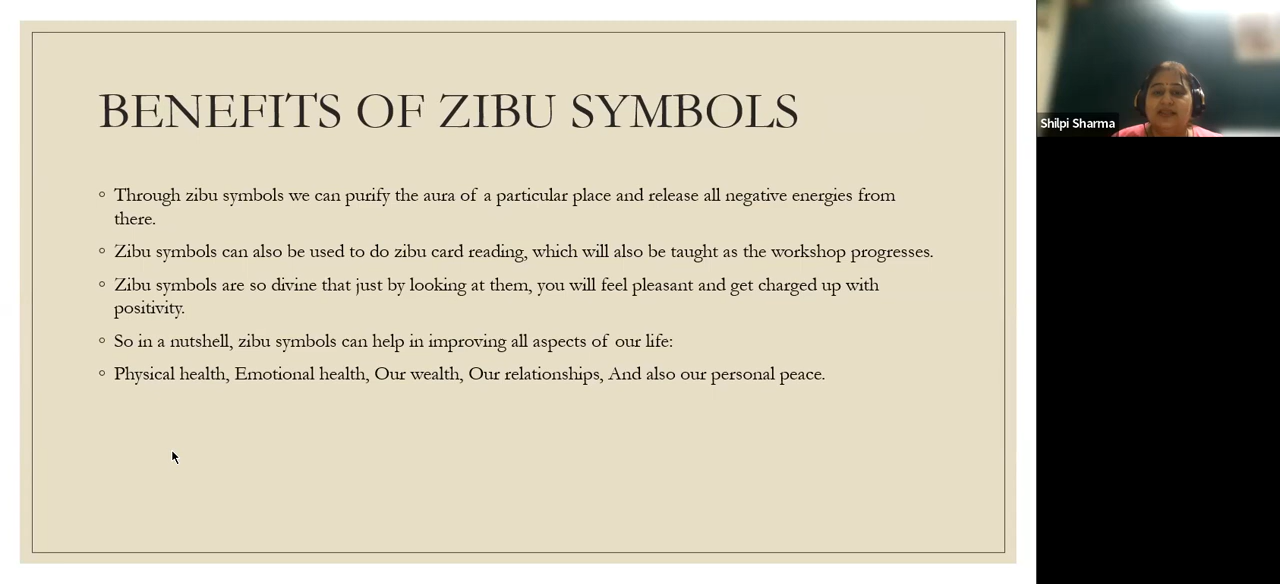 BENEFITS OF ZIBU SYMBOLS
◦ Through zibu symbols we can purify the aura of a particular place and release all negative energies from
there.
◦ Zibu symbols can also be used to do zibu card reading, which will also be taught as the workshop progresses.
◦ Zibu symbols are so divine that just by looking at them, you will feel pleasant and get charged up with
positivity.
◦ So in a nutshell, zibu symbols can help in improving all aspects of our life:
◦ Physical health, Emotional health, Our wealth, Our relationships, And also our personal peace.
Shilpi Sharma